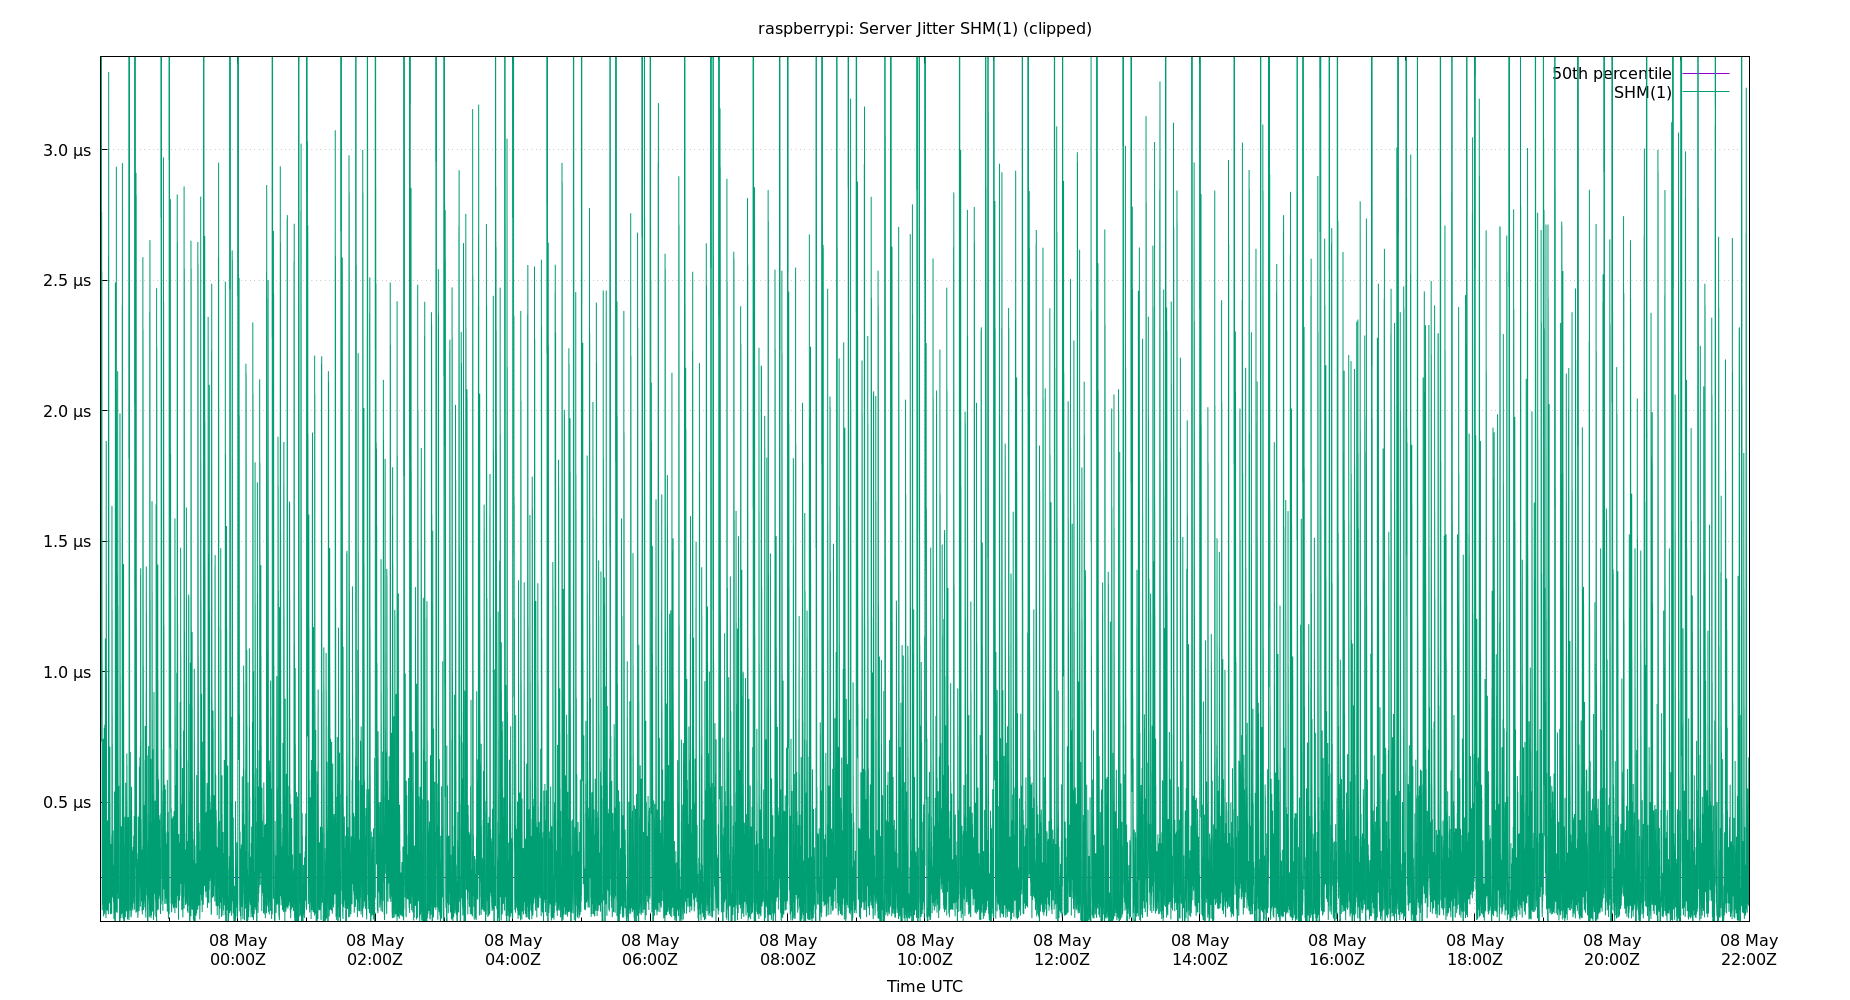 raspberrypi: Server Jitter SHM(1) (clipped)
50th percentile
SHM(1)
3.0 µs
2.5 µs
2.0 µs
1.5 µs
1.0 µs
0.5 µs
08 May 08 May 08 May 08 May 08 May 08 May 08 May 08 May 08 May 08 May 08 May 08 May
00:00Z 02:00Z 04:00Z 06:00Z 08:00Z 10:00Z 12:00Z 14:00Z 16:00Z 18:00Z 20:00Z 22:00Z
Time UTC